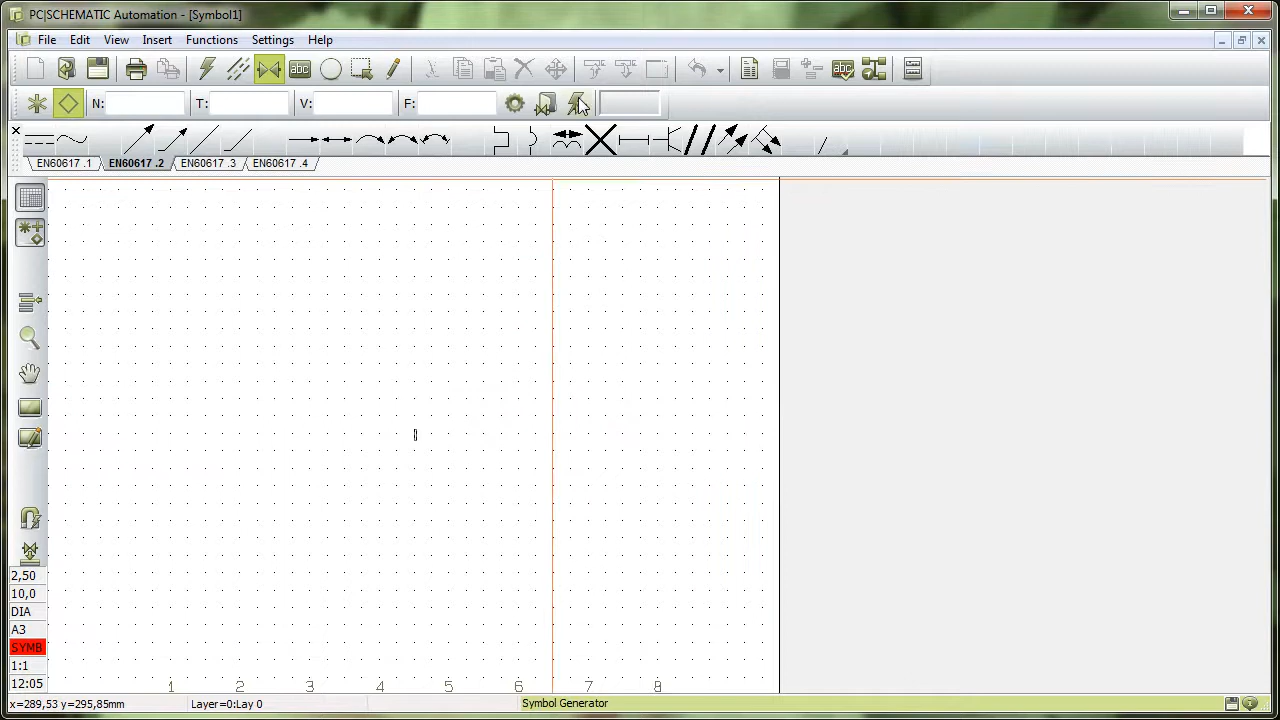 PC|SCHEMATIC Automation - [Symbol1]
File Edit View Insert Functions Settings Help
abc abc
N: T: V: F:
EN60617 .1 EN60617 .2 EN60617 .3 EN60617 .4
2,50
10,0
DIA
A3
SYMB
1:1
12:05
1 2 3 4 5 6 7 8
x=289,53 y=295,85mm Layer=0:Lay 0 Symbol Generator